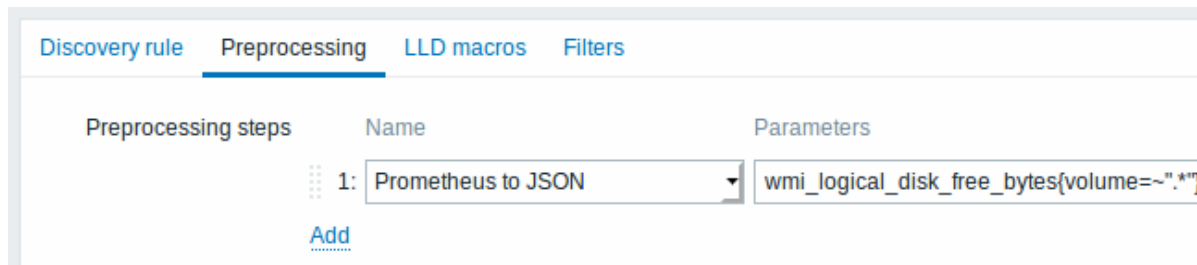 Discovery rule Preprocessing LLD macros Filters
Preprocessing steps Name Parameters
1: Prometheus to JSON wmi_logical_disk_free_bytes{volume=~".*"}
Add